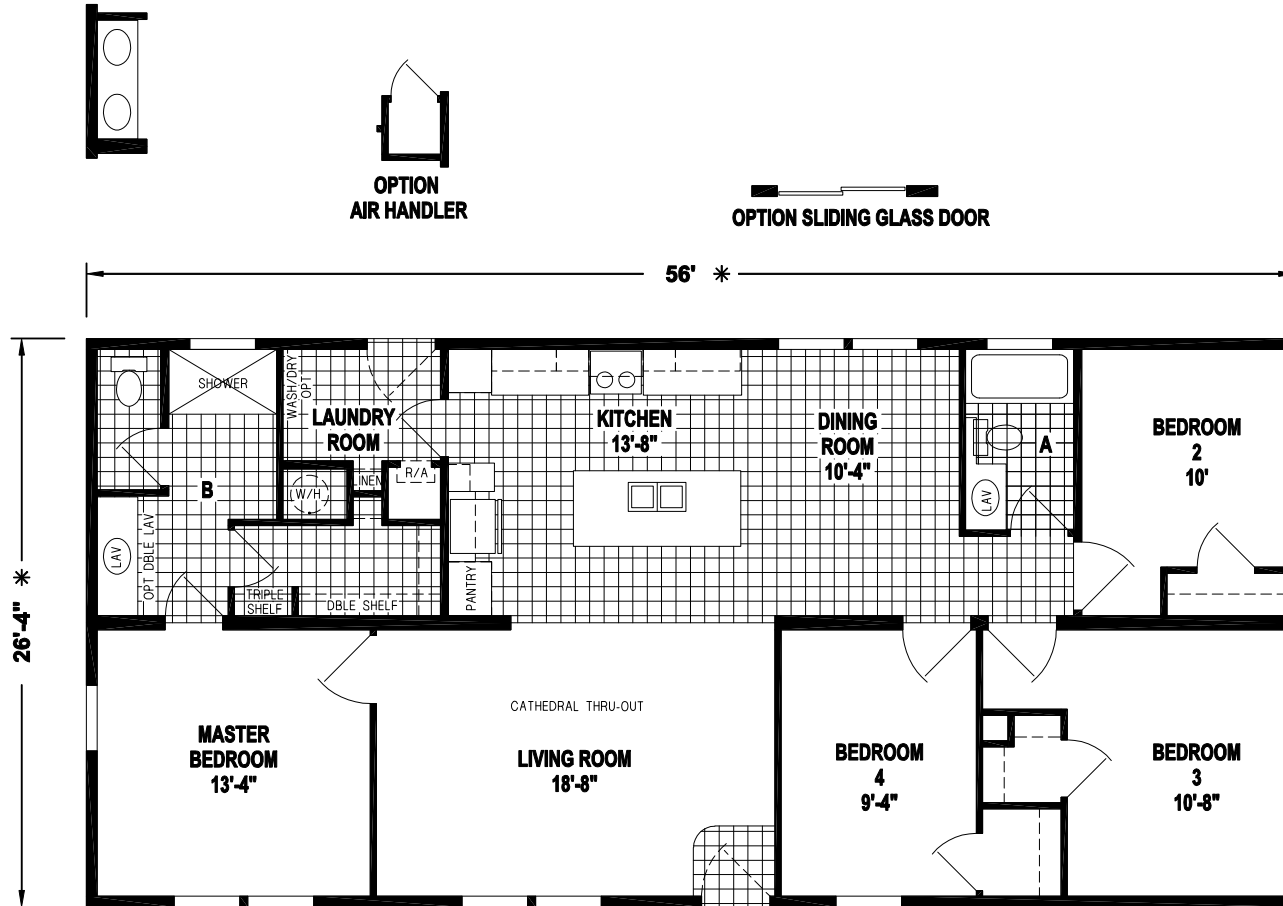 OPTION
AIR HANDLER
OPTION SLIDING GLASS DOOR
56' ✳
26'-4" ✳
SHOWER
WASH/DRY
OPT
LAUNDRY
ROOM
KITCHEN
13'-8"
DINING
ROOM
10'-4"
A
LAV
BEDROOM
2
10'
B
W/H
LINEN
R/A
LAV
OPT DBLE LAV
TRIPLE
SHELF
DBLE SHELF
PANTRY
CATHEDRAL THRU-OUT
MASTER
BEDROOM
13'-4"
LIVING ROOM
18'-8"
BEDROOM
4
9'-4"
BEDROOM
3
10'-8"